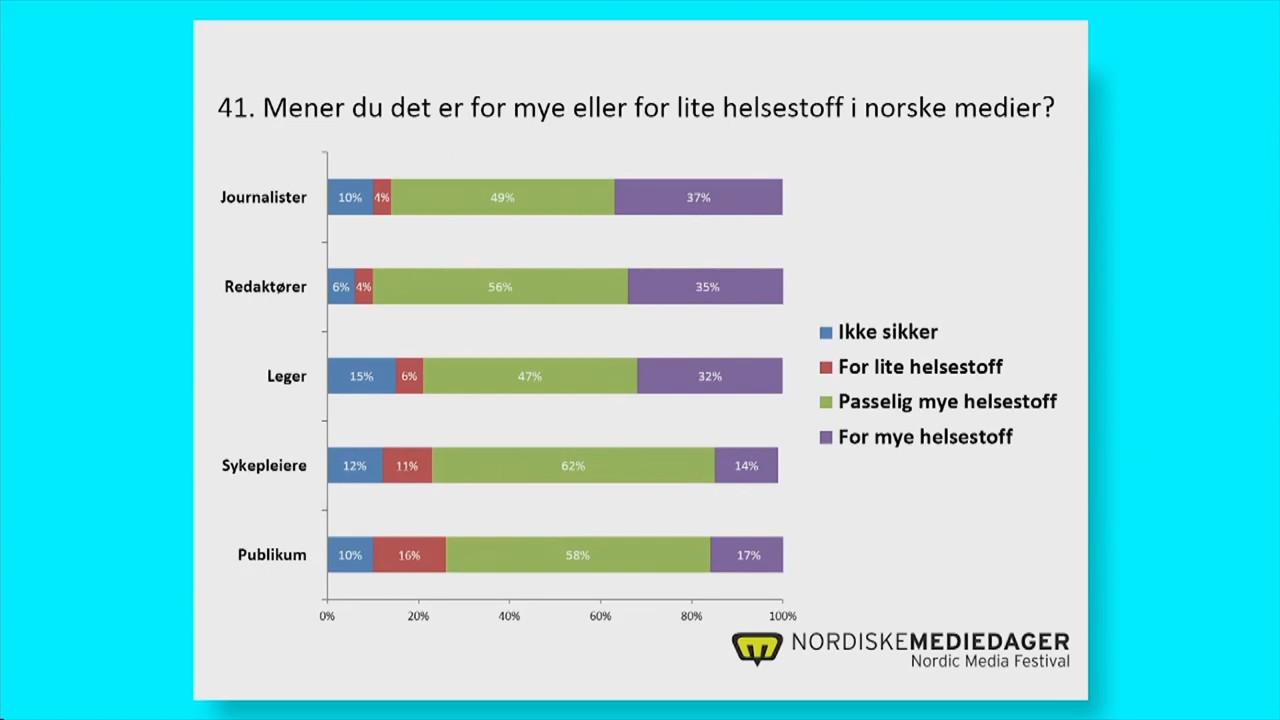 41. Mener du det er for mye eller for lite helsestoff i norske medier?
Journalister 10% 4% 49% 37%
Redaktører 6% 4% 56% 35%
Leger 15% 6% 47% 32%
Sykepleiere 12% 11% 62% 14%
Publikum 10% 16% 58% 17%
0% 20% 40% 60% 80% 100%
Ikke sikker
For lite helsestoff
Passelig mye helsestoff
For mye helsestoff
NORDISKEMEDIEDAGER
Nordic Media Festival